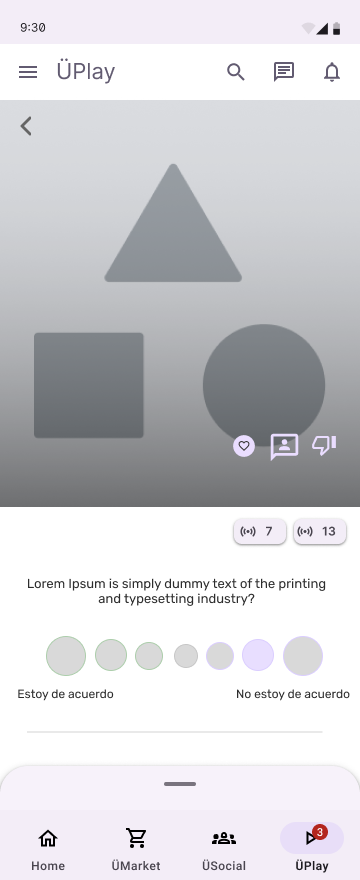 9:30
ÜPlay
7
13
Lorem Ipsum is simply dummy text of the printing
and typesetting industry?
Estoy de acuerdo
No estoy de acuerdo
3
Home
ÜMarket
ÜSocial
ÜPlay